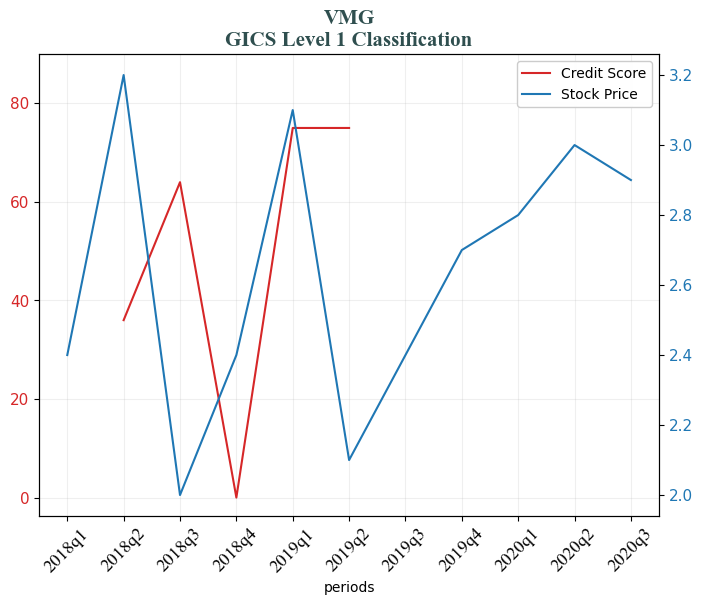 VMG
GICS Level 1 Classification
Credit Score
Stock Price
80
60
40
20
0
3.2
3.0
2.8
2.6
2.4
2.2
2.0
2018q1
2018q2
2018q3
2018q4
2019q1
2019q2
2019q3
2019q4
2020q1
2020q2
2020q3
periods